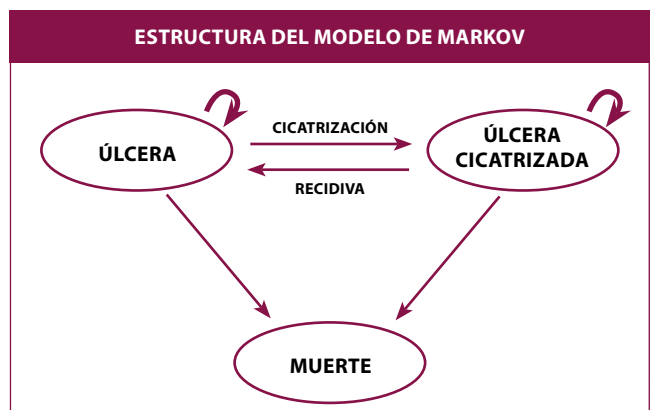 ESTRUCTURA DEL MODELO DE MARKOV
ÚLCERA
CICATRIZACIÓN
RECIDIVA
ÚLCERA
CICATRIZADA
MUERTE